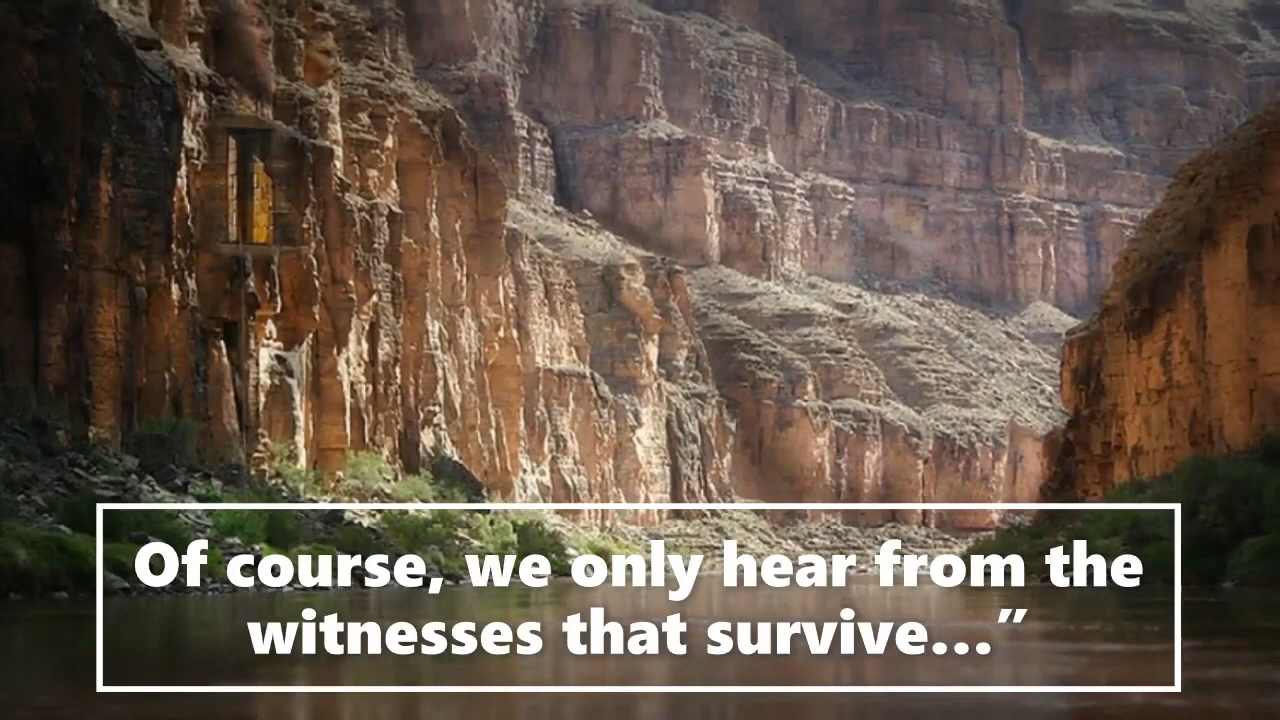 Of course, we only hear from the
witnesses that survive...”